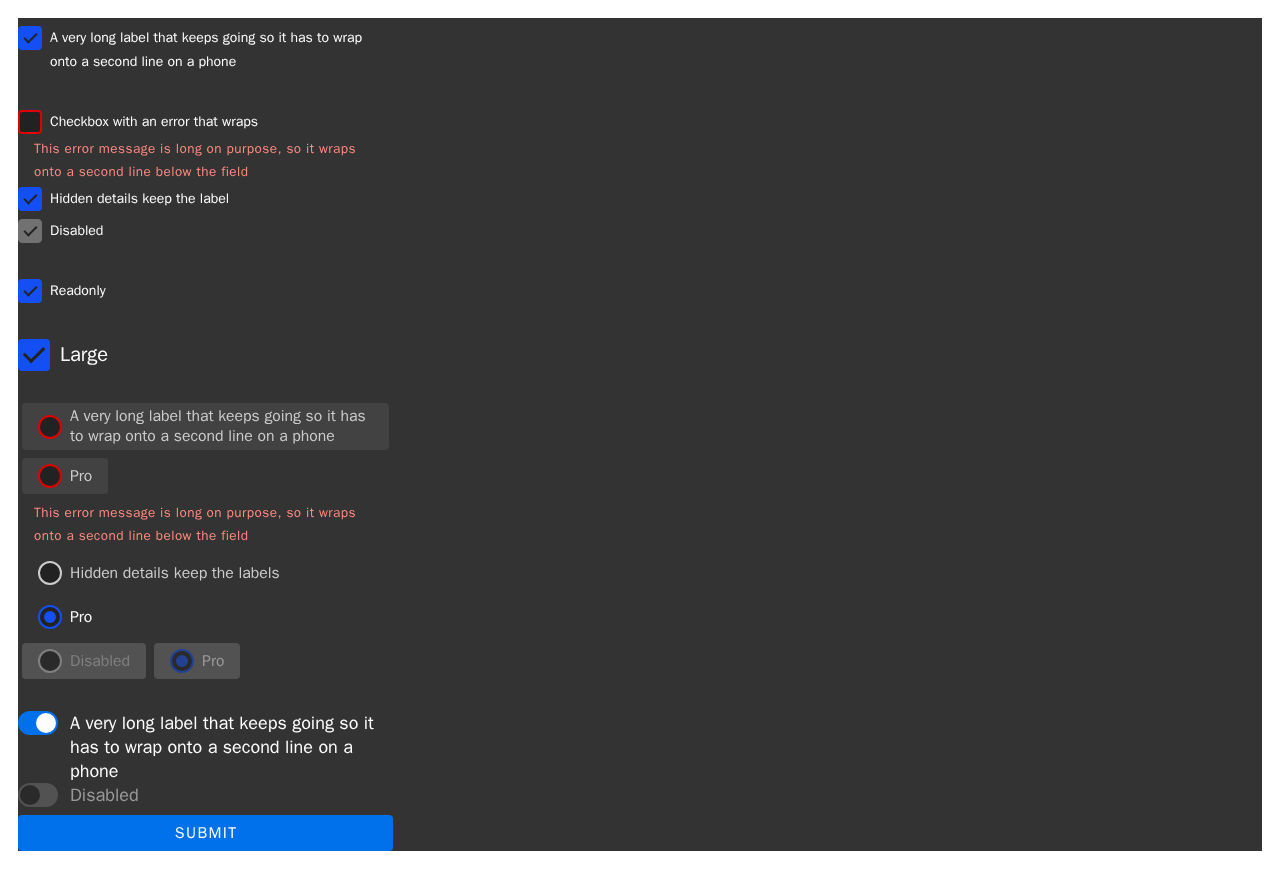 A very long label that keeps going so it has to wrap
onto a second line on a phone
Checkbox with an error that wraps
This error message is long on purpose, so it wraps
onto a second line below the field
Hidden details keep the label
Disabled
Readonly
Large
A very long label that keeps going so it has
to wrap onto a second line on a phone
Pro
This error message is long on purpose, so it wraps
onto a second line below the field
Hidden details keep the labels
Pro
Disabled Pro
A very long label that keeps going so it
has to wrap onto a second line on a
phone
Disabled
SUBMIT